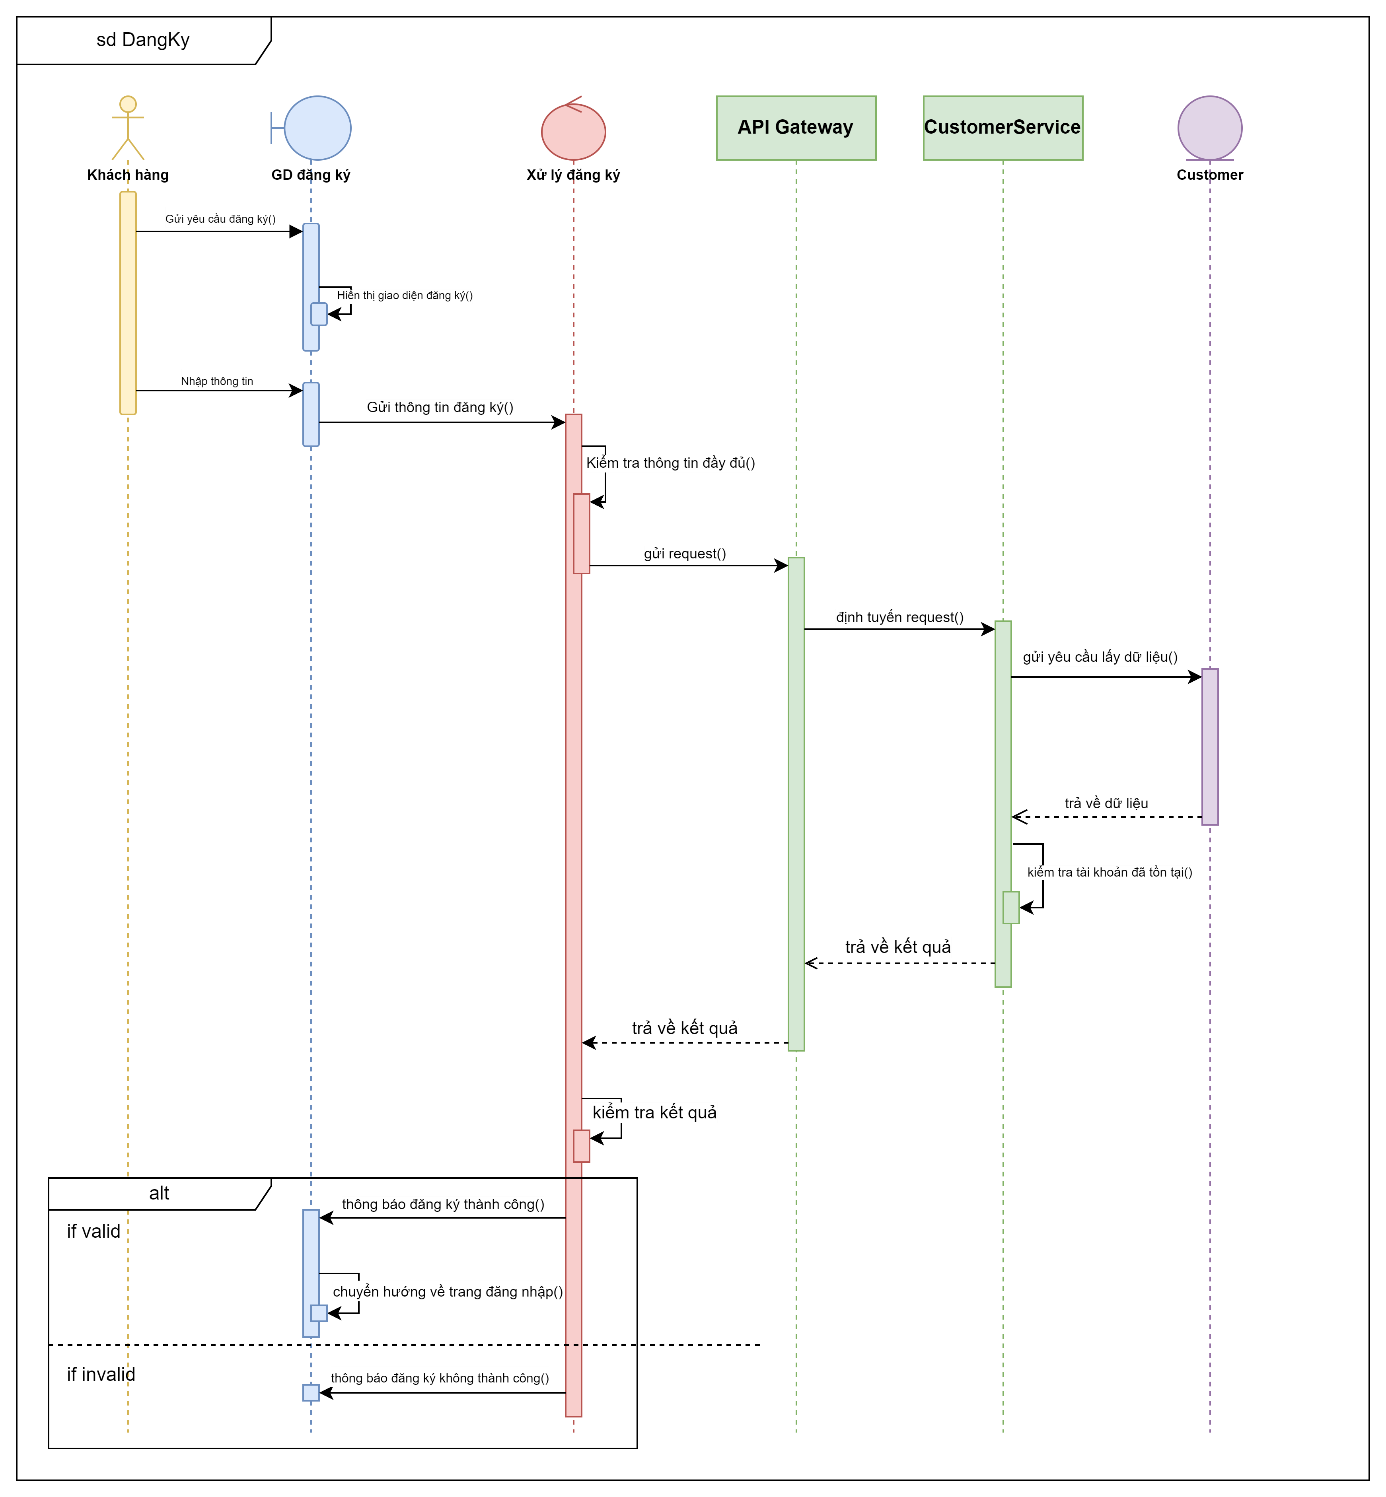 sd DangKy
API Gateway
CustomerService
Khách hàng
GD đăng ký
Xử lý đăng ký
Customer
Gửi yêu cầu đăng ký()
Hiển thị giao diện đăng ký()
Nhập thông tin
Gửi thông tin đăng ký()
Kiểm tra thông tin đầy đủ()
gửi request()
định tuyến request()
gửi yêu cầu lấy dữ liệu()
trả về dữ liệu
kiểm tra tài khoản đã tồn tại()
trả về kết quả
trả về kết quả
kiểm tra kết quả
alt
thông báo đăng ký thành công()
if valid
chuyển hướng về trang đăng nhập()
if invalid
thông báo đăng ký không thành công()